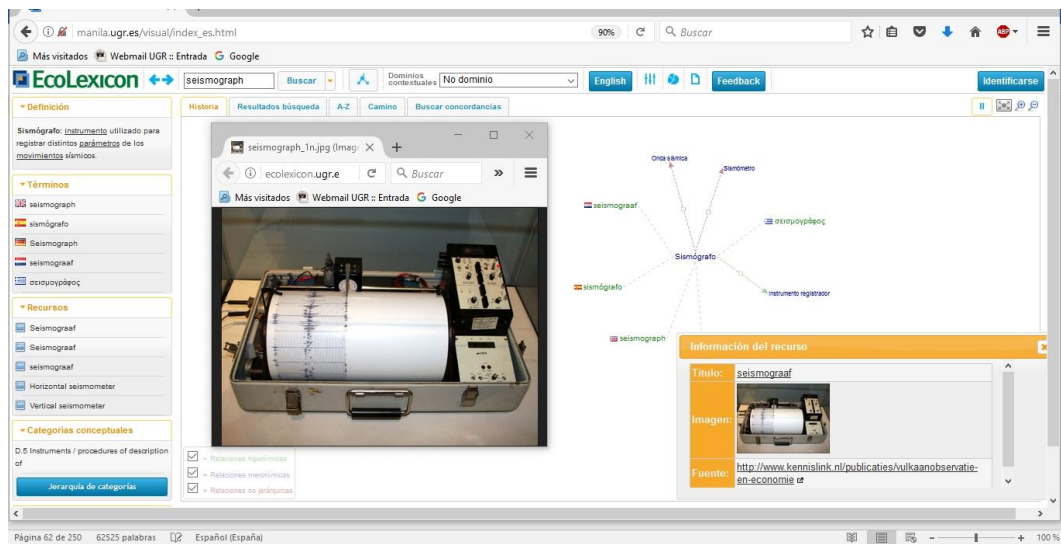 manila.ugr.es/visual/index_es.html
90%
Buscar
ABP
Más visitados Webmail UGR :: Entrada G Google
EcoLexicon
seismograph
Buscar
Dominios contextuales
No dominio
English
Feedback
Identificarse
Definición
Sismógrafo: instrumento utilizado para
registrar distintos parámetros de los
movimientos sísmicos.
Términos
seismograph
sismógrafo
Seismograph
seismograaf
σεισμογράφος
Recursos
Seismograaf
Seismograaf
seismograaf
Horizontal seismometer
Vertical seismometer
Categorías conceptuales
D.5 Instruments / procedures of description
of
Jerarquía de categorías
Historia Resultados búsqueda A-Z Camino Buscar concordancias
seismograph_1n.jpg (Imag
ecolexicon.ugr.e
Buscar
Más visitados Webmail UGR :: Entrada G Google
Onda sísmica
Sismómetro
seismograaf
σεισμογράφος
Sismógrafo
sismógrafo
Instrumento registrador
seismograph
Información del recurso
Título: seismograaf
Imagen:
Fuente: http://www.kennislink.nl/publicaties/vulkaanobservatie-
en-economie
- Relaciones hiponímicas
- Relaciones meronímicas
- Relaciones no jerárquicas
Página 62 de 250 62525 palabras Español (España)
100 %